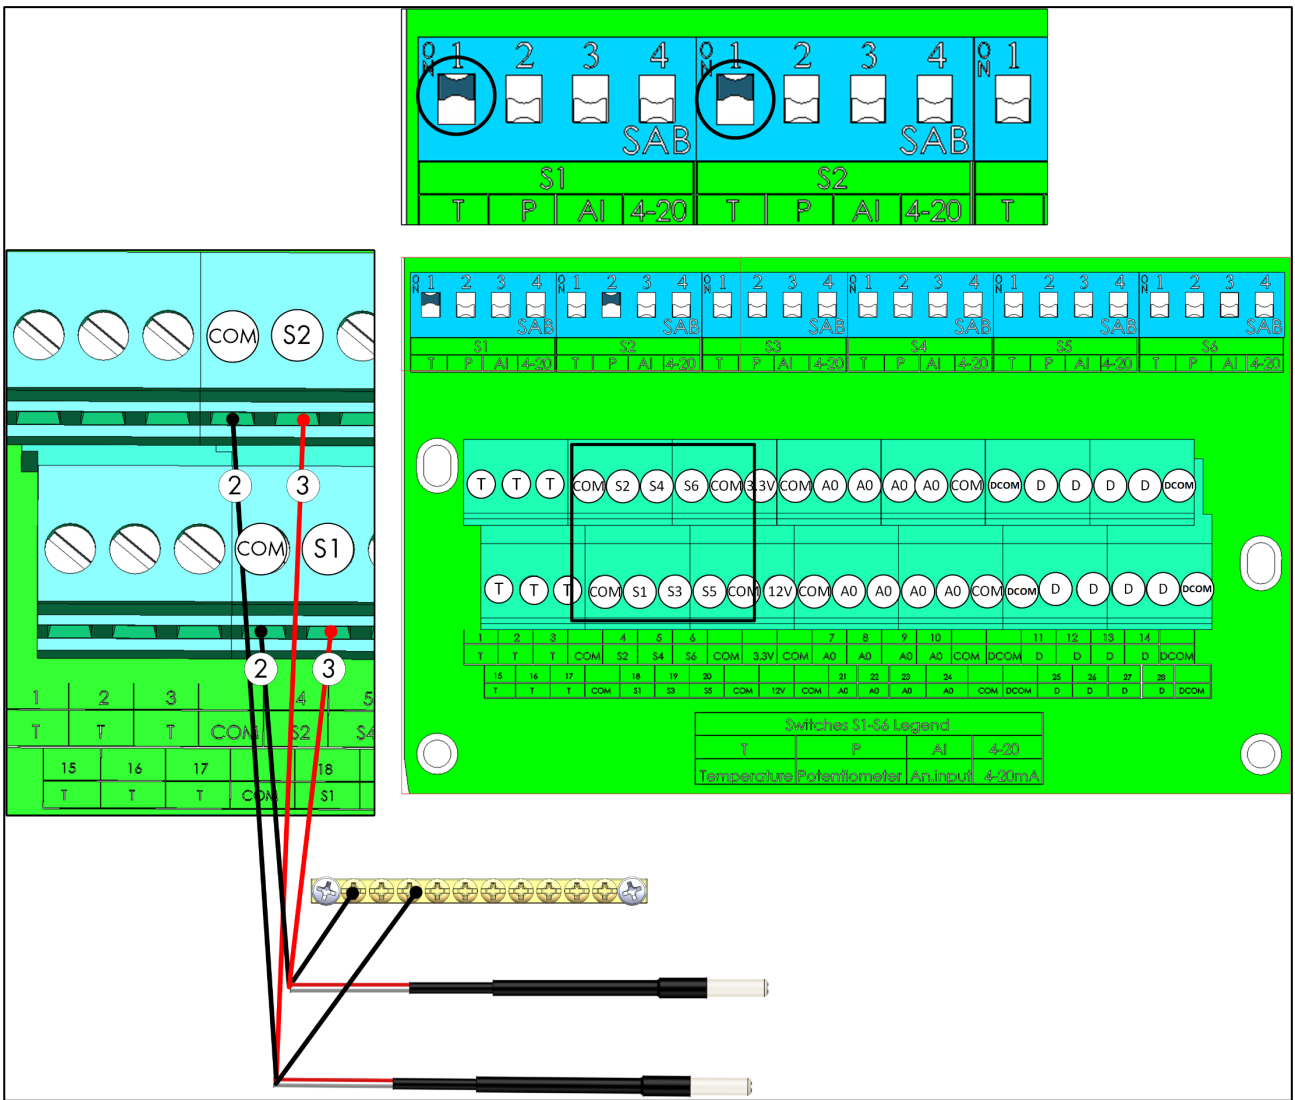 ON 1 2 3 4 ON 1 2 3 4 ON 1
SAB SAB
S1 S2
T P AI 4-20 T P AI 4-20 T
ON 1 2 3 4 ON 1 2 3 4 ON 1 2 3 4 ON 1 2 3 4 ON 1 2 3 4 ON 1 2 3 4
SAB SAB SAB SAB SAB SAB
S1 S2 S3 S4 S5 S6
T P AI 4-20 T P AI 4-20 T P AI 4-20 T P AI 4-20 T P AI 4-20 T P AI 4-20
COM S2
2 3
COM S1
2 3
1 2 3 4 5
T T T COM S2 S4
15 16 17 18
T T T COM S1
T T T COM S2 S4 S6 COM 3.3V COM A0 A0 A0 A0 COM DCOM D D D D DCOM
T T T COM S1 S3 S5 COM 12V COM A0 A0 A0 A0 COM DCOM D D D D DCOM
1 2 3 4 5 6 7 8 9 10 11 12 13 14
T T T COM S2 S4 S6 COM 3.3V COM A0 A0 A0 A0 COM DCOM D D D D DCOM
15 16 17 18 19 20 21 22 23 24 25 26 27 28
T T T COM S1 S3 S5 COM 12V COM A0 A0 A0 A0 COM DCOM D D D D DCOM
Switches S1-S6 Legend
T P AI 4-20
Temperature Potentiometer An.input 4-20mA